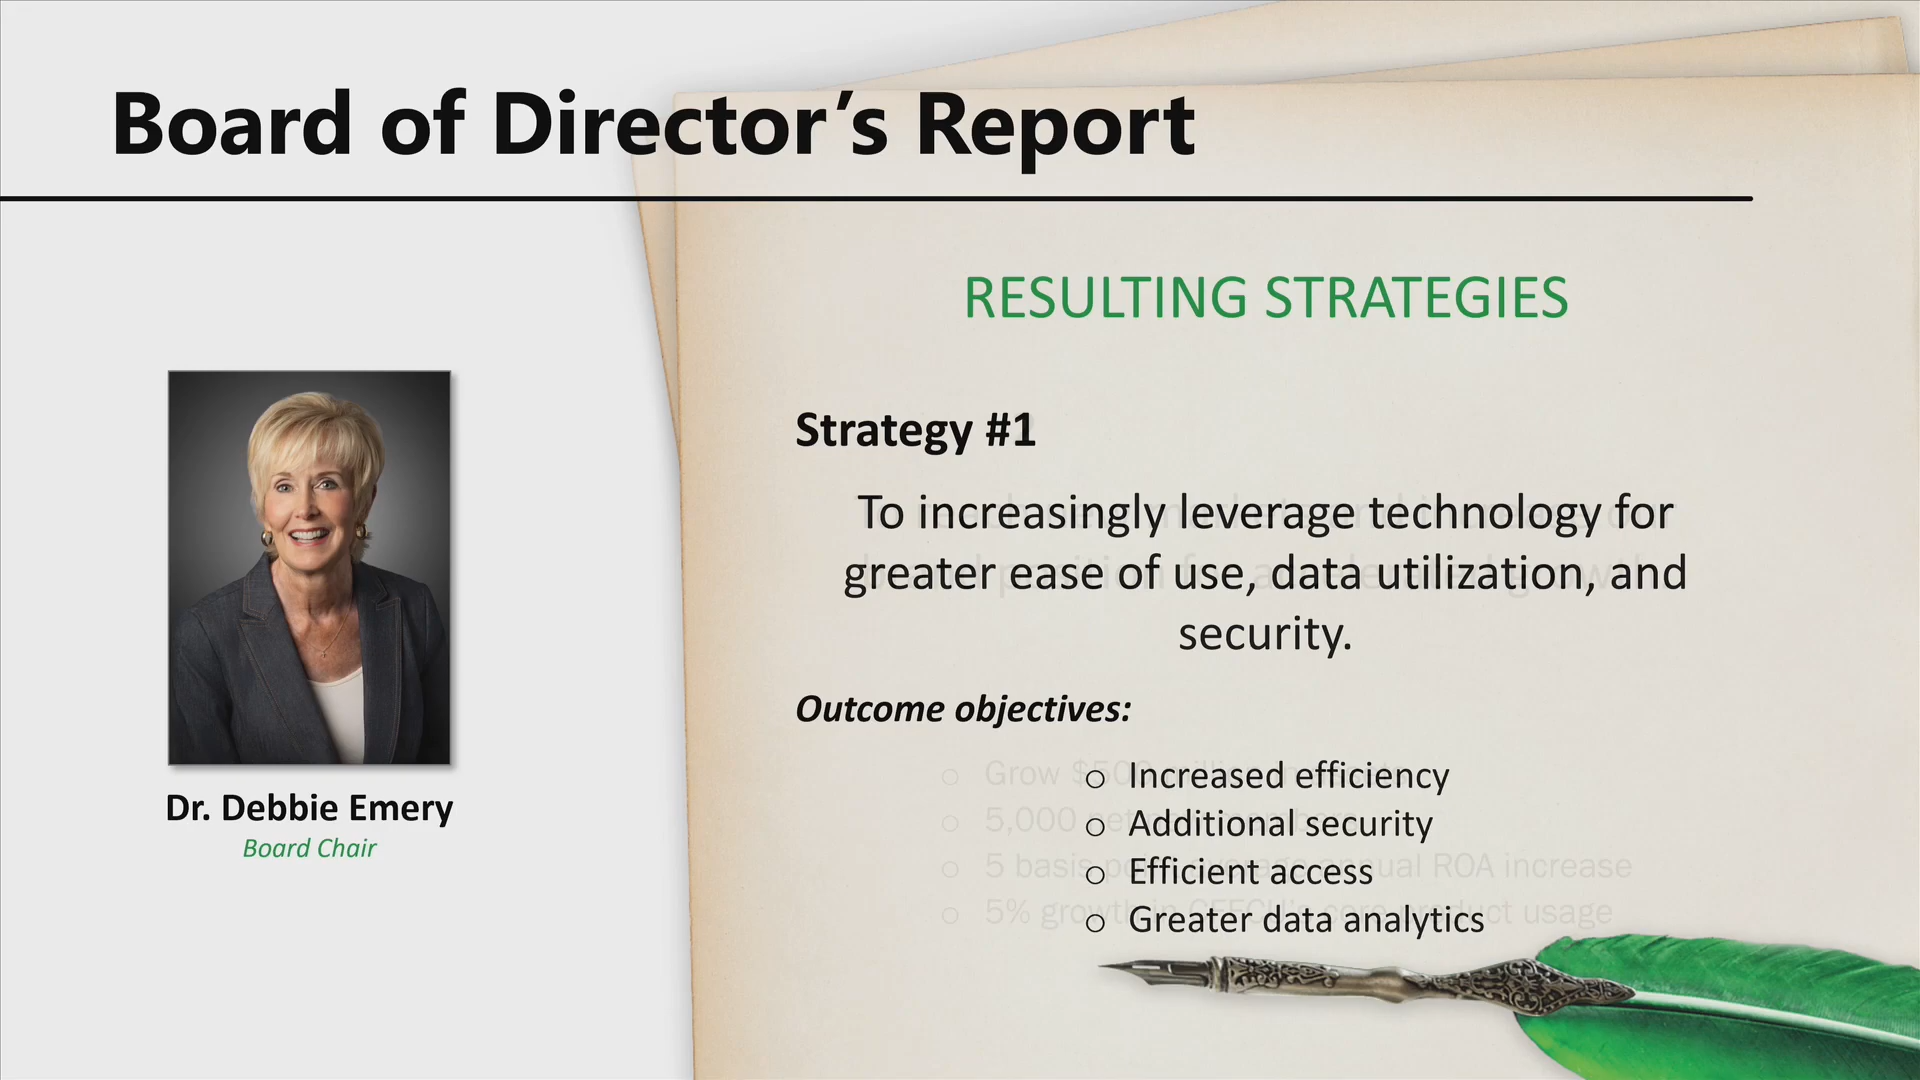 Board of Director’s Report
RESULTING STRATEGIES
Strategy #1
To increasingly leverage technology for
greater ease of use, data utilization, and
security.
Outcome objectives:
o Increased efficiency
o Additional security
o Efficient access
o Greater data analytics
Dr. Debbie Emery
Board Chair